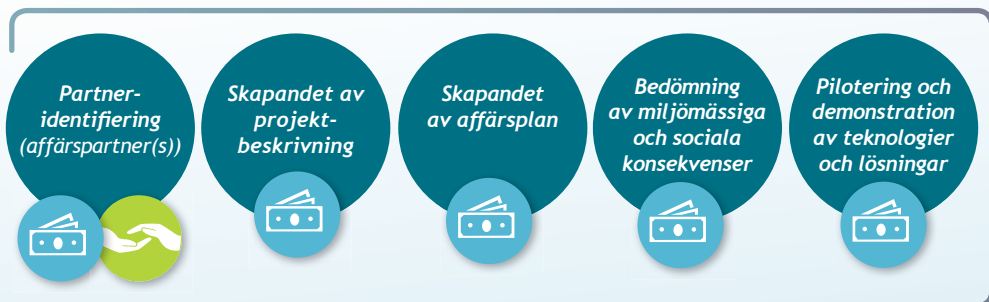 Partner-
identifiering
(affärspartner(s))
Skapandet av
projekt-
beskrivning
Skapandet
av affärsplan
Bedömning
av miljömässiga
och sociala
konsekvenser
Pilotering och
demonstration
av teknologier
och lösningar